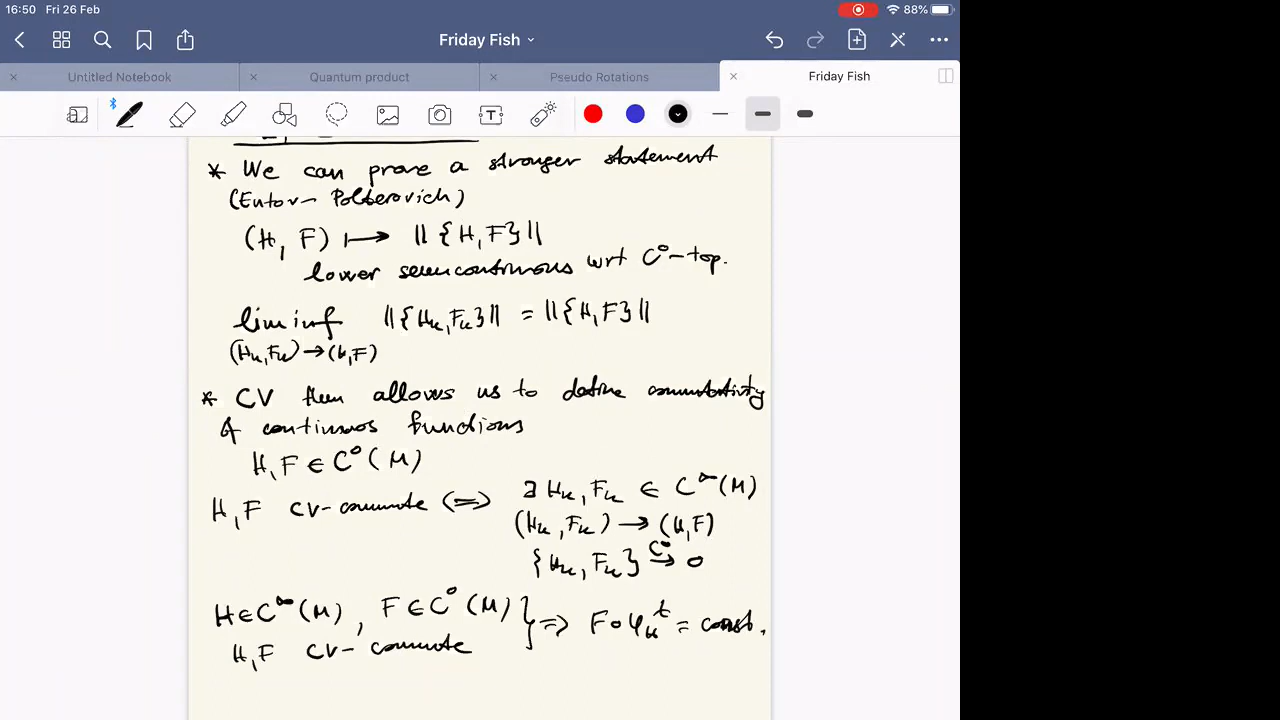 16:50 Fri 26 Feb
88%
Friday Fish
Untitled Notebook
Quantum product
Pseudo Rotations
Friday Fish
T
* We can prove a stronger statement
(Entov- Polterovich)
(H, F) ↦ ||{H,F}||
lower semicontinuous wrt C⁰-top.
liminf ||{Hₖ,Fₖ}|| = ||{H,F}||
(Hₖ,Fₖ)→(H,F)
* CV then allows us to define commutativity
of continuos functions
H,F ∈ C⁰(M)
H,F CV-commute ⟺ ∃ Hₖ,Fₖ ∈ C^∞(M)
(Hₖ,Fₖ) → (H,F)
{Hₖ,Fₖ} →^{C⁰} 0
H∈C^∞(M), F∈C⁰(M) } ⇒ F∘φ_H^t = const.
H,F CV-commute